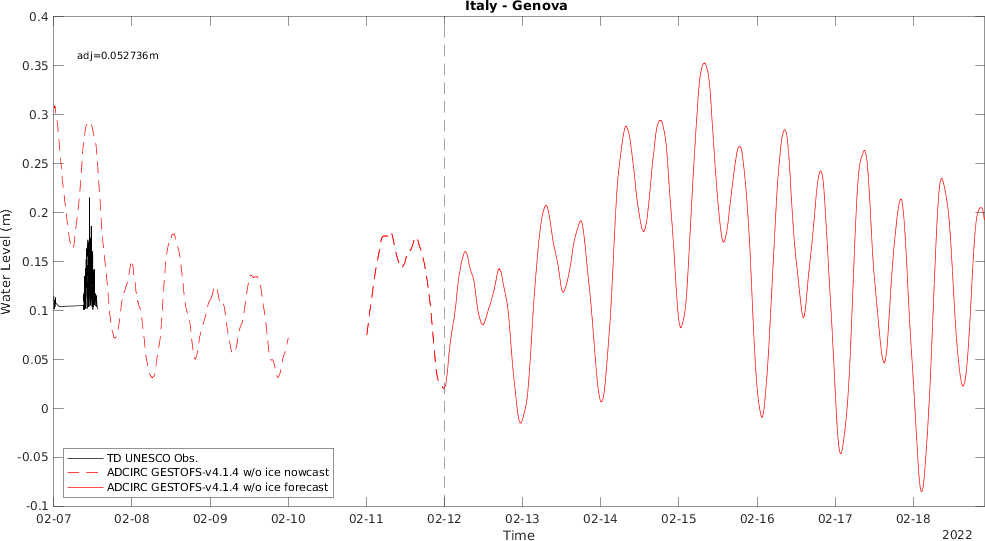 Italy - Genova
adj=0.052736m
Water Level (m)
0.4
0.35
0.3
0.25
0.2
0.15
0.1
0.05
0
-0.05
-0.1
TD UNESCO Obs.
ADCIRC GESTOFS-v4.1.4 w/o ice nowcast
ADCIRC GESTOFS-v4.1.4 w/o ice forecast
02-07 02-08 02-09 02-10 02-11 02-12 02-13 02-14 02-15 02-16 02-17 02-18
Time
2022